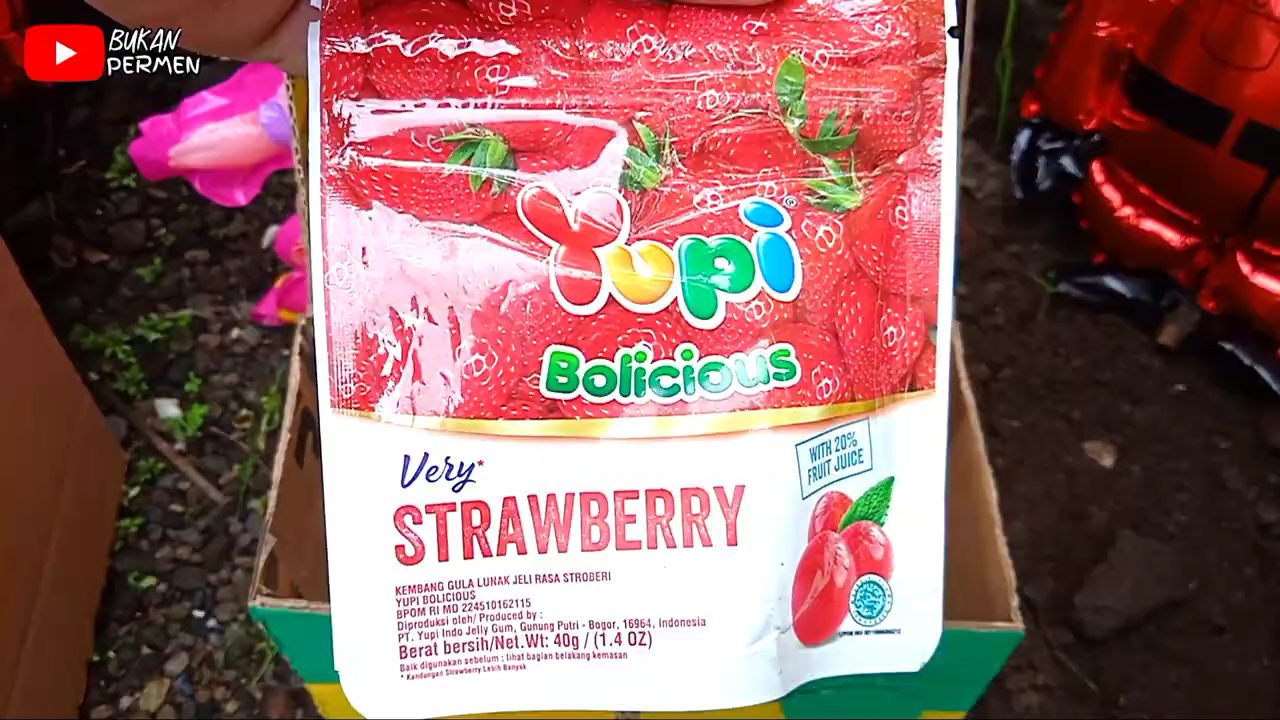 BUKAN
PERMEN
Yupi®
Bolicious
WITH 20%
FRUIT JUICE
Very*
STRAWBERRY
KEMBANG GULA LUNAK JELI RASA STROBERI
YUPI BOLICIOUS
BPOM RI MD 224510162115
Diproduksi oleh/ Produced by :
PT. Yupi Indo Jelly Gum, Gunung Putri - Bogor, 16964, Indonesia
Berat bersih/Net.Wt: 40g / (1.4 OZ)
Baik digunakan sebelum : lihat bagian belakang kemasan
* Kandungan Strawberry Lebih Banyak